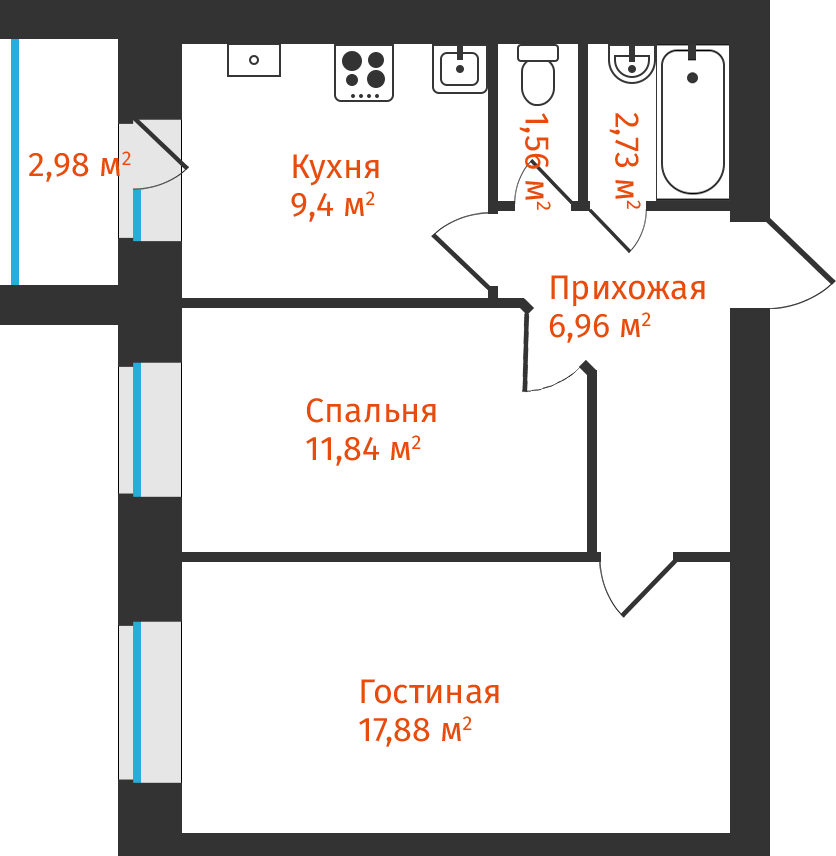 2,98 м²
Кухня
9,4 м²
1,56 м²
2,73 м²
Прихожая
6,96 м²
Спальня
11,84 м²
Гостиная
17,88 м²